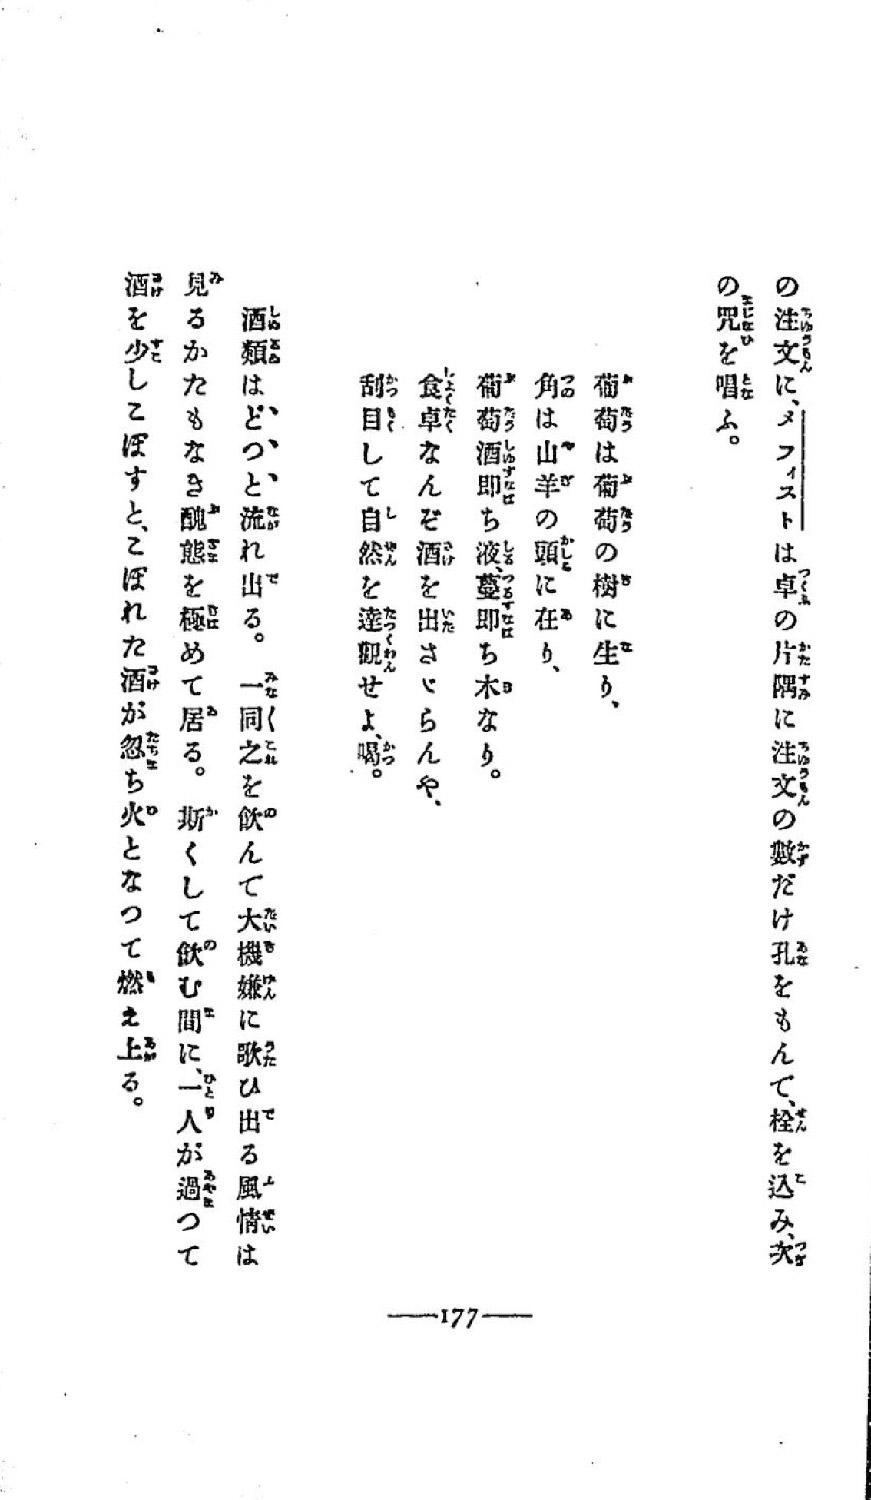 の注文に、メフィストは卓の片隅に注文の數だけ孔をもんで、栓を込み、次
の咒を唱ふ。
葡萄は葡萄の樹に生り、
角は山羊の頭に在り、
葡萄酒即ち液、蔓即ち木なり。
食卓なんぞ酒を出さゞらんや、
刮目して自然を達觀せよ、喝。
酒類はどつと流れ出る。一同之を飮んで大機嫌に歌ひ出る風情は
見るかたもなき醜態を極めて居る。斯くして飮む間に、一人が過つて
酒を少しこぼすと、こぼれた酒が忽ち火となつて燃え上る。
177